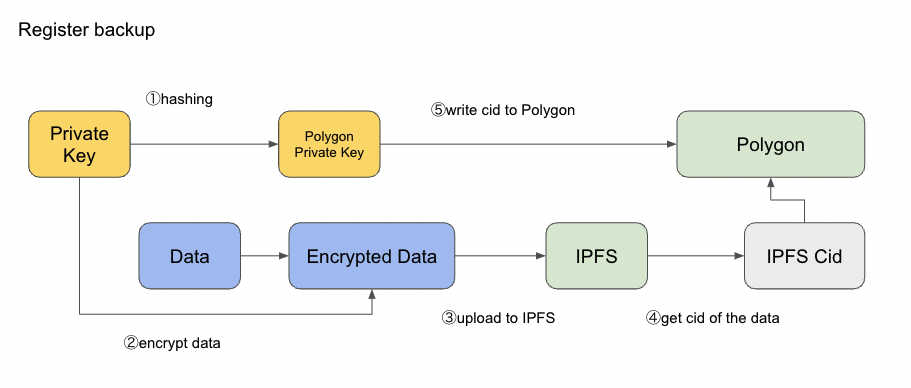 Register backup
①hashing
⑤write cid to Polygon
Private
Key
Polygon
Private Key
Polygon
Data
Encrypted Data
IPFS
IPFS Cid
③upload to IPFS
④get cid of the data
②encrypt data